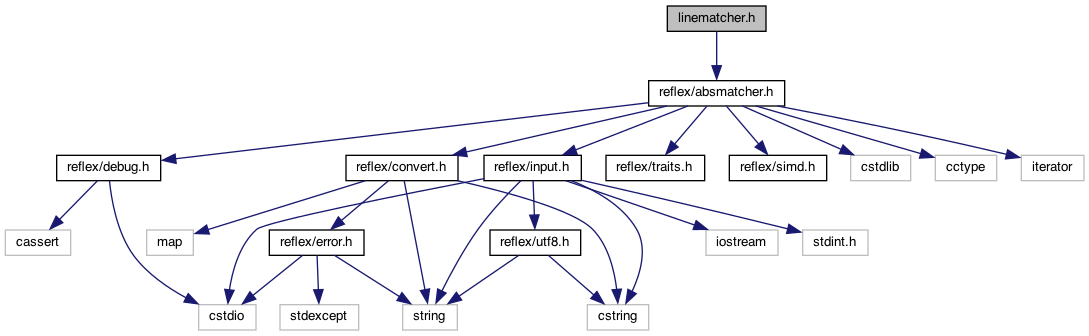 linematcher.h
reflex/absmatcher.h
reflex/debug.h
reflex/convert.h
reflex/input.h
reflex/traits.h
reflex/simd.h
cstdlib
cctype
iterator
cassert
map
reflex/error.h
reflex/utf8.h
iostream
stdint.h
cstdio
stdexcept
string
cstring